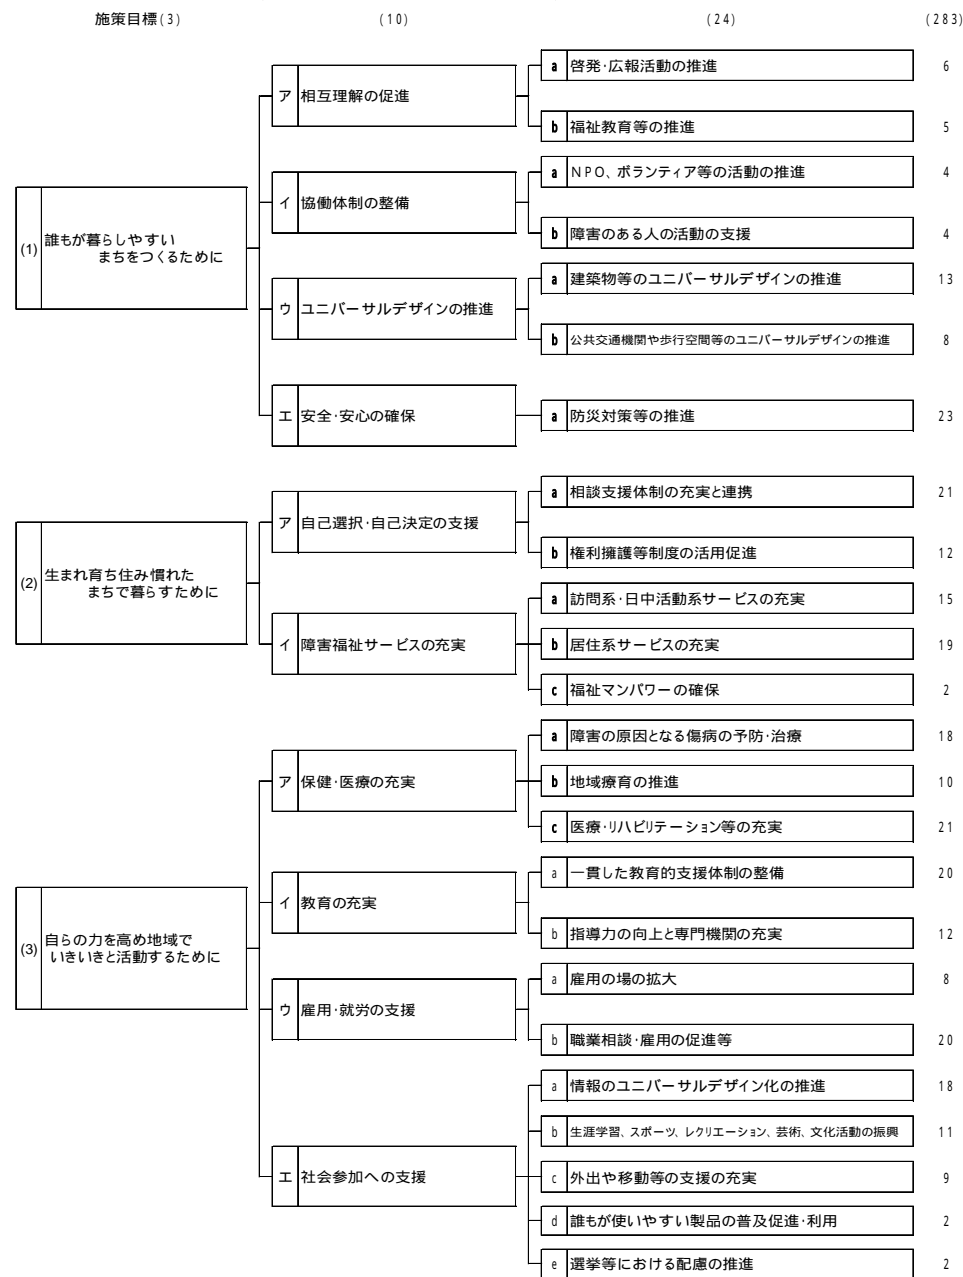 施策目標(3) (10) (24) (283)
(1) 誰もが暮らしやすい
まちをつくるために
ア 相互理解の促進
a 啓発・広報活動の推進 6
b 福祉教育等の推進 5
イ 協働体制の整備
a NPO、ボランティア等の活動の推進 4
b 障害のある人の活動の支援 4
ウ ユニバーサルデザインの推進
a 建築物等のユニバーサルデザインの推進 13
b 公共交通機関や歩行空間等のユニバーサルデザインの推進 8
エ 安全・安心の確保
a 防災対策等の推進 23
(2) 生まれ育ち住み慣れた
まちで暮らすために
ア 自己選択・自己決定の支援
a 相談支援体制の充実と連携 21
b 権利擁護等制度の活用促進 12
イ 障害福祉サービスの充実
a 訪問系・日中活動系サービスの充実 15
b 居住系サービスの充実 19
c 福祉マンパワーの確保 2
(3) 自らの力を高め地域で
いきいきと活動するために
ア 保健・医療の充実
a 障害の原因となる傷病の予防・治療 18
b 地域療育の推進 10
c 医療・リハビリテーション等の充実 21
イ 教育の充実
a 一貫した教育的支援体制の整備 20
b 指導力の向上と専門機関の充実 12
ウ 雇用・就労の支援
a 雇用の場の拡大 8
b 職業相談・雇用の促進等 20
エ 社会参加への支援
a 情報のユニバーサルデザイン化の推進 18
b 生涯学習、スポーツ、レクリエーション、芸術、文化活動の振興 11
c 外出や移動等の支援の充実 9
d 誰もが使いやすい製品の普及促進・利用 2
e 選挙等における配慮の推進 2